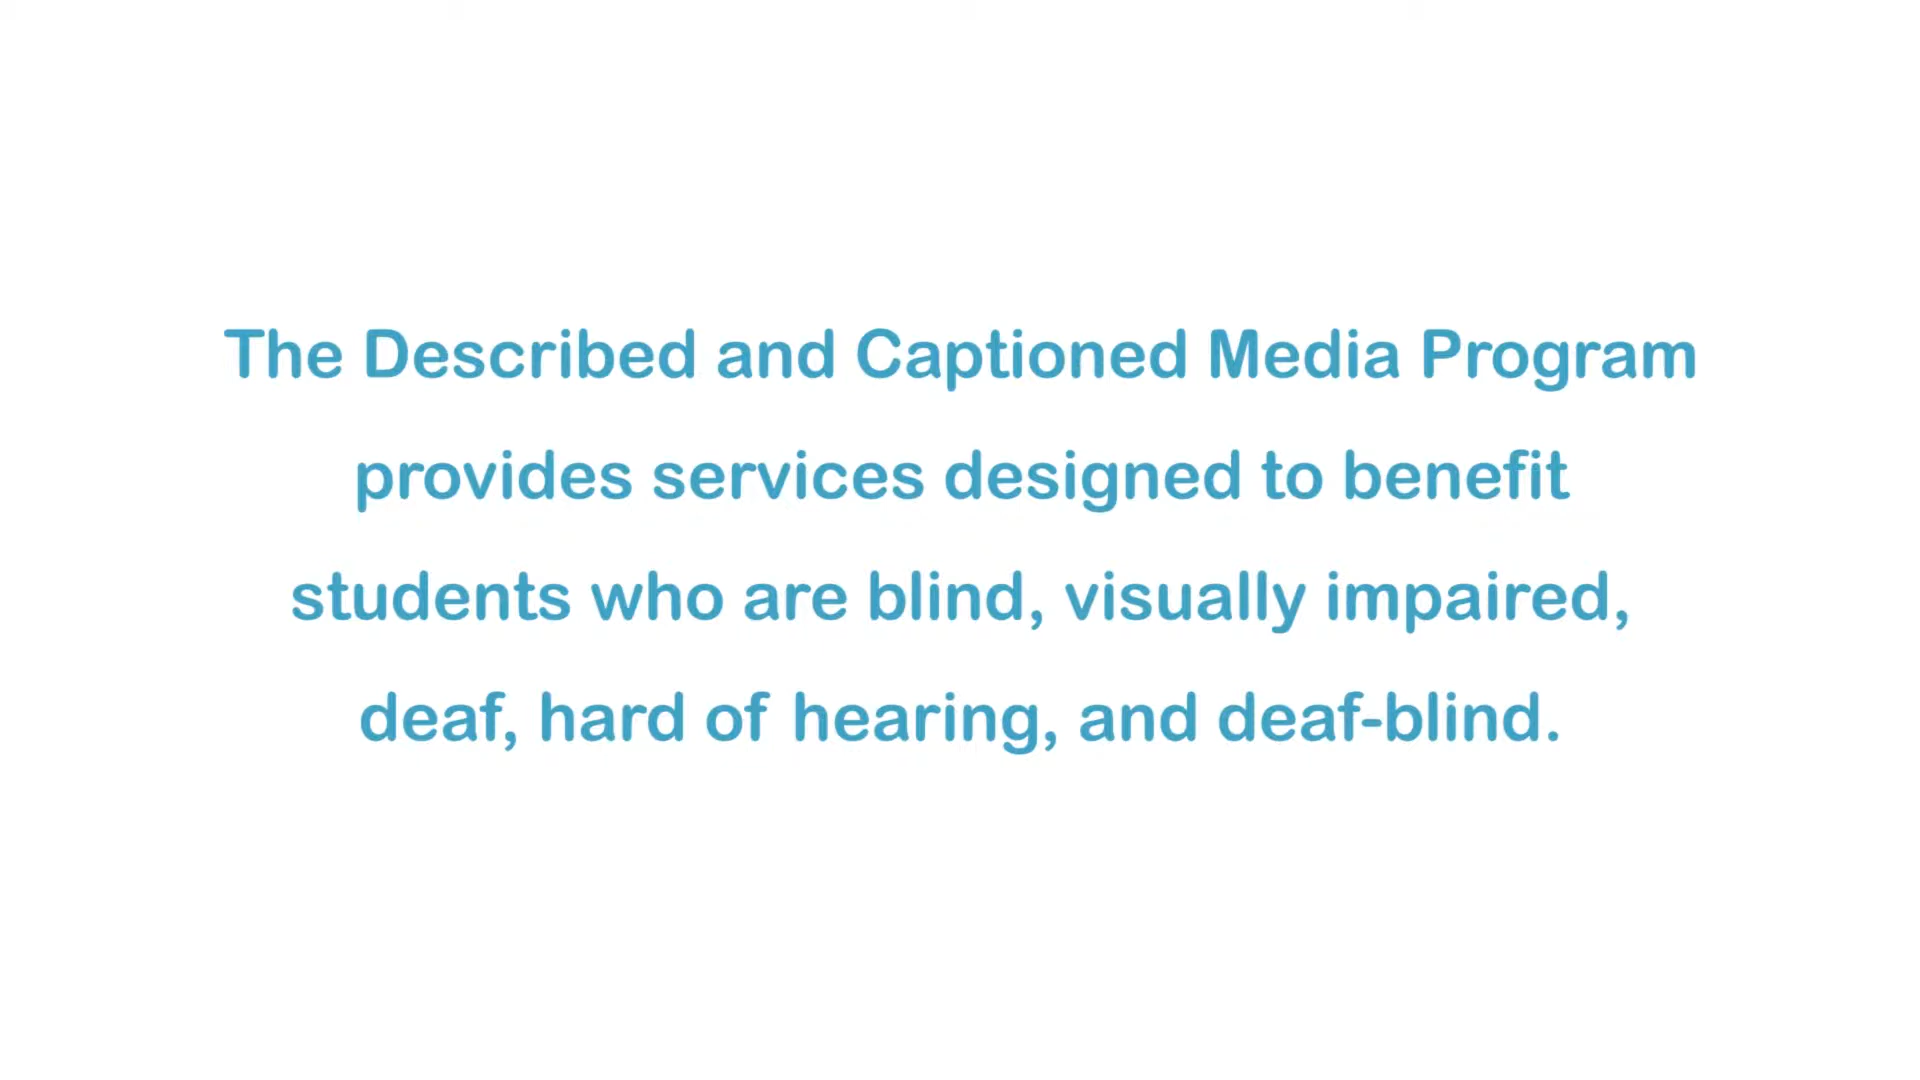 The Described and Captioned Media Program
provides services designed to benefit
students who are blind, visually impaired,
deaf, hard of hearing, and deaf-blind.